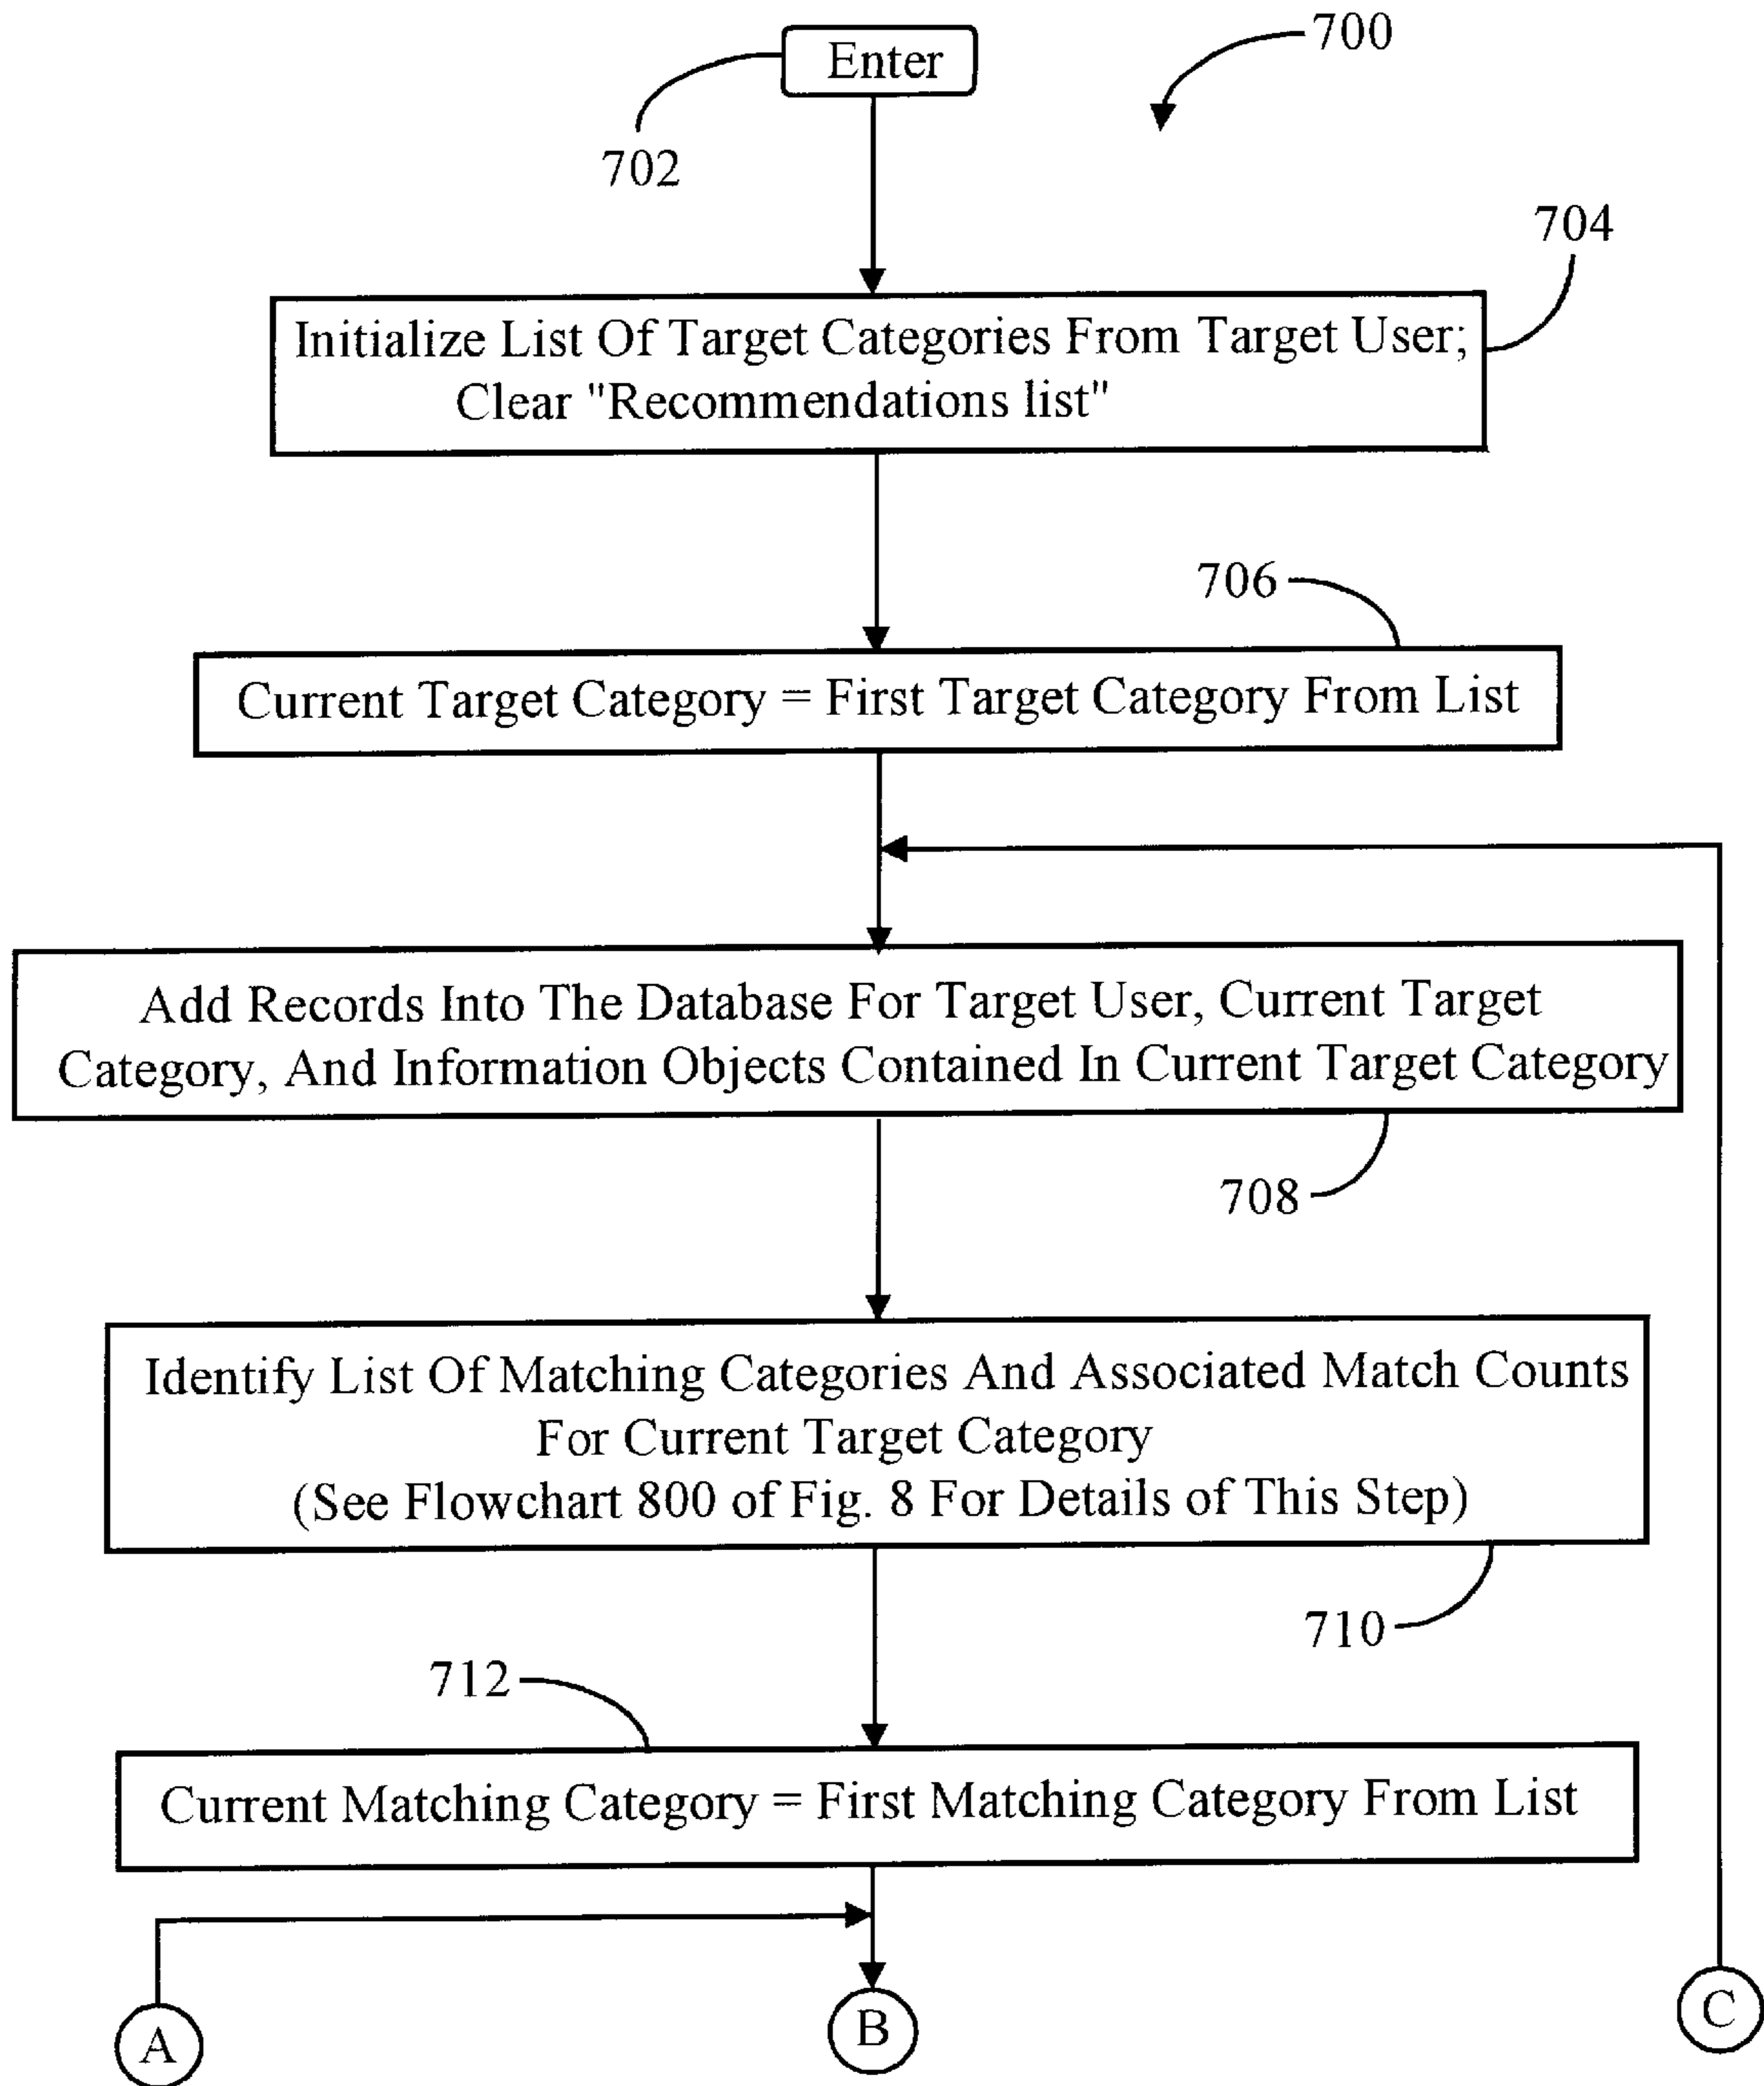 700
Enter
702
704
Initialize List Of Target Categories From Target User;
Clear "Recommendations list"
706
Current Target Category = First Target Category From List
Add Records Into The Database For Target User, Current Target
Category, And Information Objects Contained In Current Target Category
708
Identify List Of Matching Categories And Associated Match Counts
For Current Target Category
(See Flowchart 800 of Fig. 8 For Details of This Step)
710
712
Current Matching Category = First Matching Category From List
A
B
C